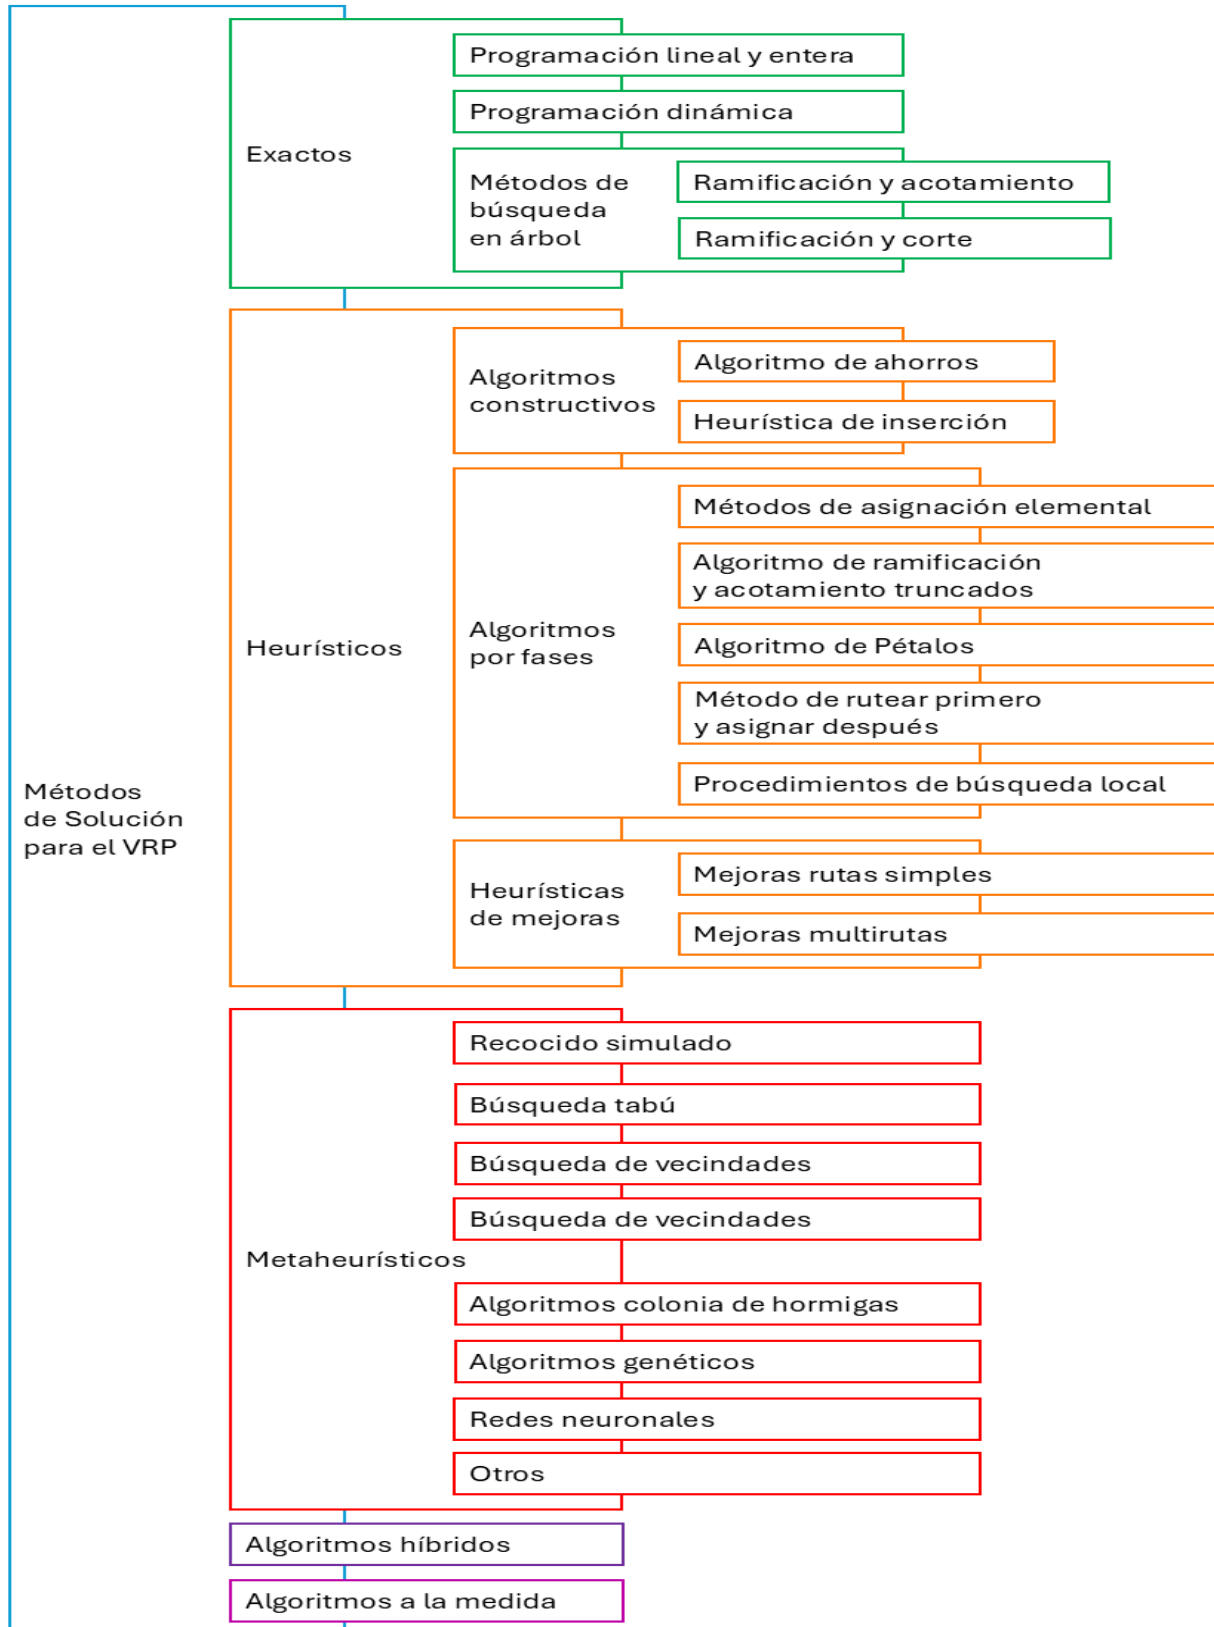 Métodos
de Solución
para el VRP
Exactos
Programación lineal y entera
Programación dinámica
Métodos de
búsqueda
en árbol
Ramificación y acotamiento
Ramificación y corte
Heurísticos
Algoritmos
constructivos
Algoritmo de ahorros
Heurística de inserción
Algoritmos
por fases
Métodos de asignación elemental
Algoritmo de ramificación
y acotamiento truncados
Algoritmo de Pétalos
Método de rutear primero
y asignar después
Procedimientos de búsqueda local
Heurísticas
de mejoras
Mejoras rutas simples
Mejoras multirutas
Metaheurísticos
Recocido simulado
Búsqueda tabú
Búsqueda de vecindades
Búsqueda de vecindades
Algoritmos colonia de hormigas
Algoritmos genéticos
Redes neuronales
Otros
Algoritmos híbridos
Algoritmos a la medida